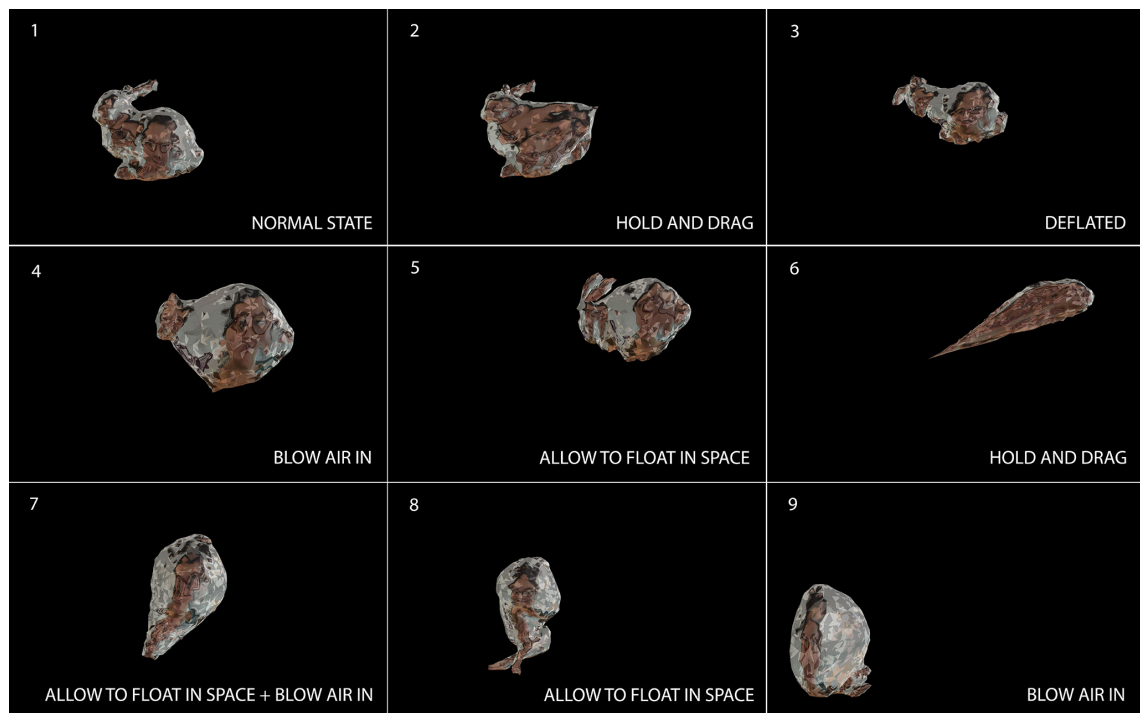 1
NORMAL STATE
2
HOLD AND DRAG
3
DEFLATED
4
BLOW AIR IN
5
ALLOW TO FLOAT IN SPACE
6
HOLD AND DRAG
7
ALLOW TO FLOAT IN SPACE + BLOW AIR IN
8
ALLOW TO FLOAT IN SPACE
9
BLOW AIR IN